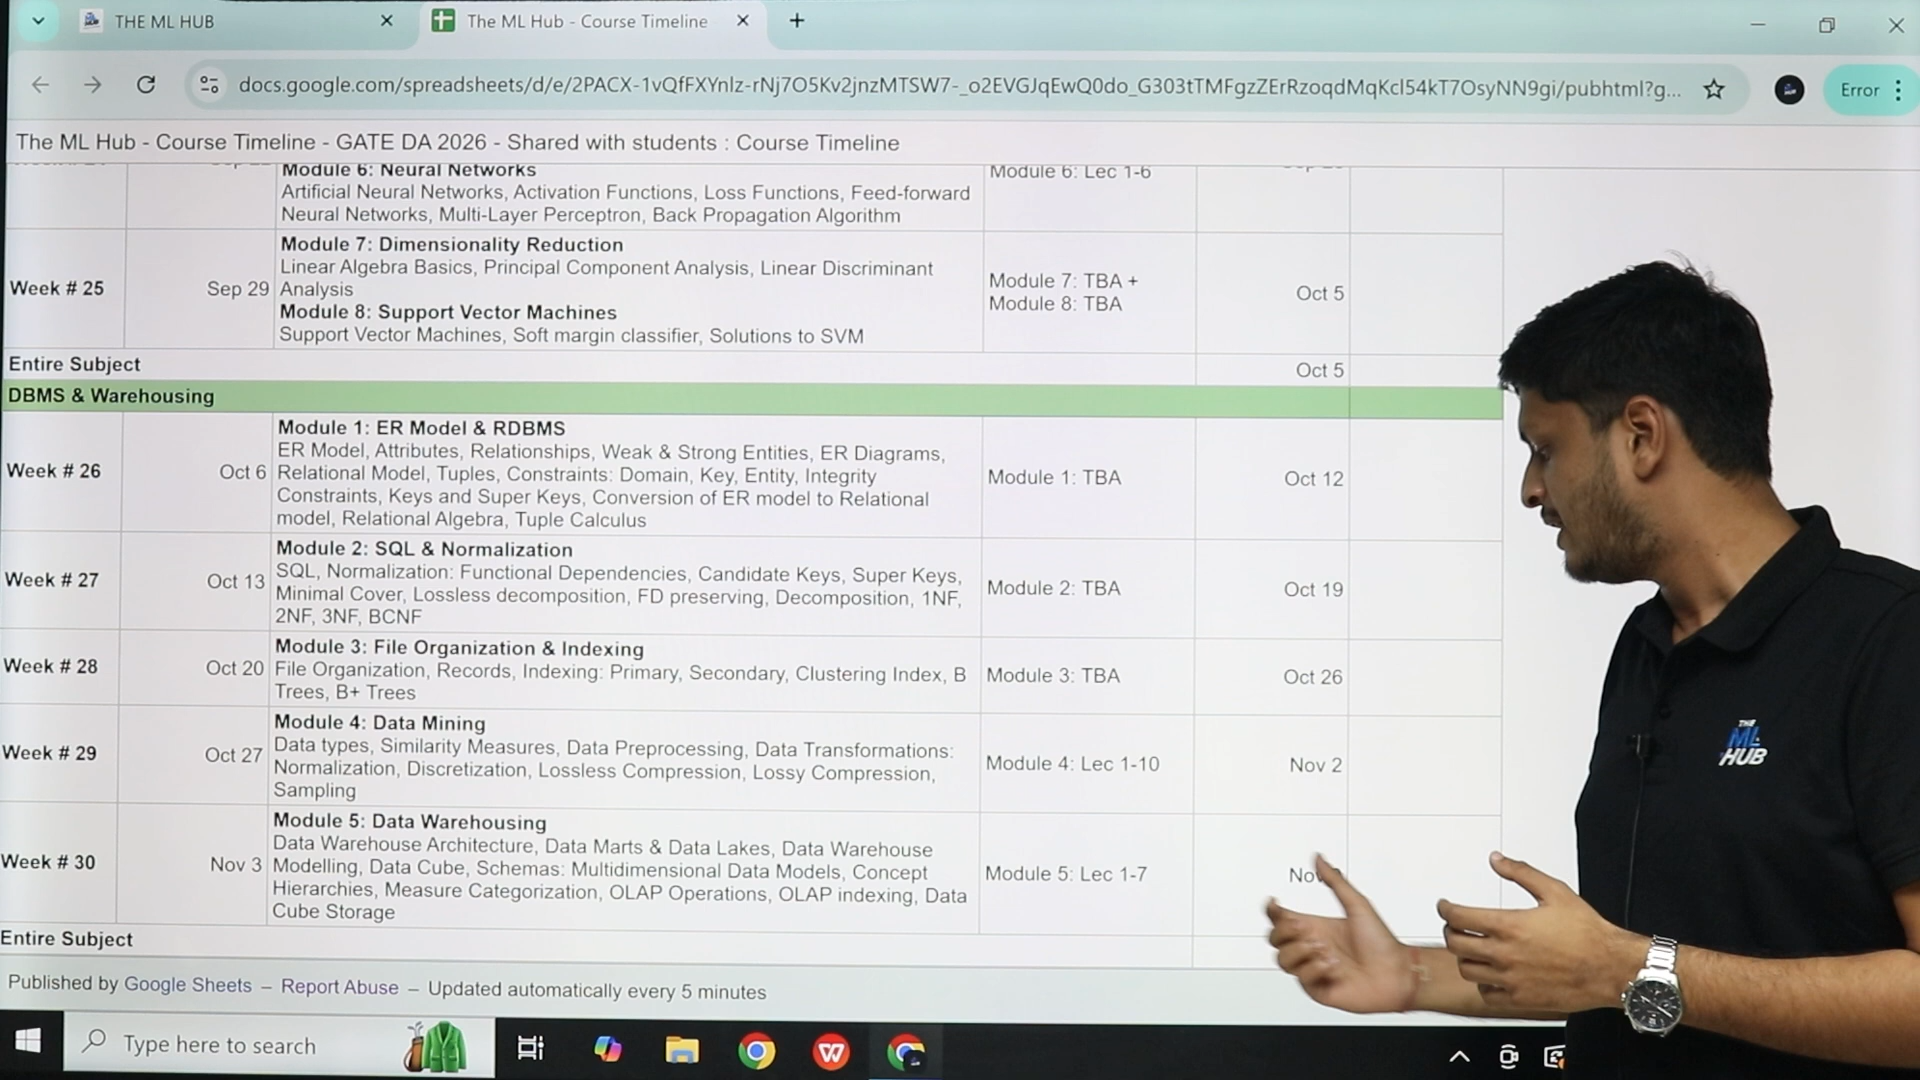 THE ML HUB
The ML Hub - Course Timeline
docs.google.com/spreadsheets/d/e/2PACX-1vQfFXYnlz-rNj7O5Kv2jnzMTSW7-_o2EVGJqEwQ0do_G303tTMFgzZErRzoqdMqKcl54kT7OsyNN9gi/pubhtml?g...
Error
The ML Hub - Course Timeline - GATE DA 2026 - Shared with students : Course Timeline
Module 6: Neural Networks
Artificial Neural Networks, Activation Functions, Loss Functions, Feed-forward
Neural Networks, Multi-Layer Perceptron, Back Propagation Algorithm
Module 6: Lec 1-6
Week # 25
Sep 29
Module 7: Dimensionality Reduction
Linear Algebra Basics, Principal Component Analysis, Linear Discriminant
Analysis
Module 8: Support Vector Machines
Support Vector Machines, Soft margin classifier, Solutions to SVM
Module 7: TBA +
Module 8: TBA
Oct 5
Entire Subject
Oct 5
DBMS & Warehousing
Week # 26
Oct 6
Module 1: ER Model & RDBMS
ER Model, Attributes, Relationships, Weak & Strong Entities, ER Diagrams,
Relational Model, Tuples, Constraints: Domain, Key, Entity, Integrity
Constraints, Keys and Super Keys, Conversion of ER model to Relational
model, Relational Algebra, Tuple Calculus
Module 1: TBA
Oct 12
Week # 27
Oct 13
Module 2: SQL & Normalization
SQL, Normalization: Functional Dependencies, Candidate Keys, Super Keys,
Minimal Cover, Lossless decomposition, FD preserving, Decomposition, 1NF,
2NF, 3NF, BCNF
Module 2: TBA
Oct 19
Week # 28
Oct 20
Module 3: File Organization & Indexing
File Organization, Records, Indexing: Primary, Secondary, Clustering Index, B
Trees, B+ Trees
Module 3: TBA
Oct 26
Week # 29
Oct 27
Module 4: Data Mining
Data types, Similarity Measures, Data Preprocessing, Data Transformations:
Normalization, Discretization, Lossless Compression, Lossy Compression,
Sampling
Module 4: Lec 1-10
Nov 2
Week # 30
Nov 3
Module 5: Data Warehousing
Data Warehouse Architecture, Data Marts & Data Lakes, Data Warehouse
Modelling, Data Cube, Schemas: Multidimensional Data Models, Concept
Hierarchies, Measure Categorization, OLAP Operations, OLAP indexing, Data
Cube Storage
Module 5: Lec 1-7
Entire Subject
Published by Google Sheets – Report Abuse – Updated automatically every 5 minutes
Type here to search
THE
ML
HUB